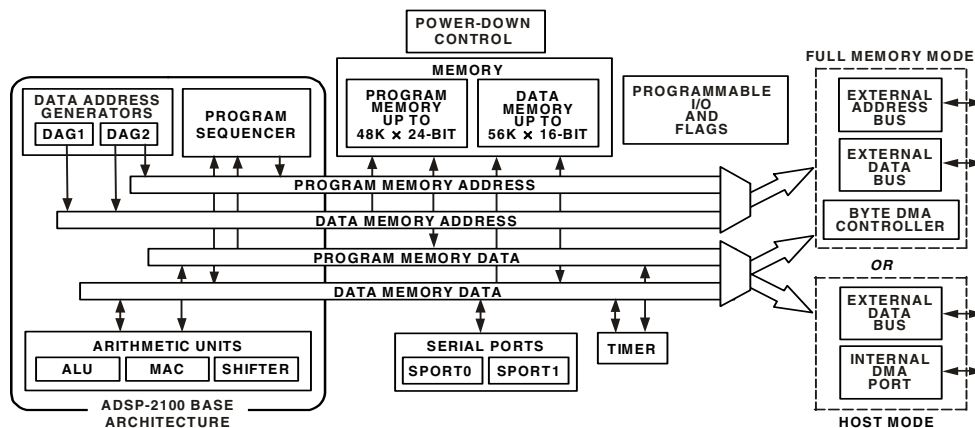 POWER-DOWN
CONTROL
FULL MEMORY MODE
MEMORY
PROGRAM
MEMORY
UP TO
48K × 24-BIT
DATA
MEMORY
UP TO
56K × 16-BIT
PROGRAMMABLE
I/O
AND
FLAGS
EXTERNAL
ADDRESS
BUS
EXTERNAL
DATA
BUS
BYTE DMA
CONTROLLER
OR
EXTERNAL
DATA
BUS
INTERNAL
DMA
PORT
HOST MODE
DATA ADDRESS
GENERATORS
DAG1
DAG2
PROGRAM
SEQUENCER
PROGRAM MEMORY ADDRESS
DATA MEMORY ADDRESS
PROGRAM MEMORY DATA
DATA MEMORY DATA
ARITHMETIC UNITS
ALU
MAC
SHIFTER
SERIAL PORTS
SPORT0
SPORT1
TIMER
ADSP-2100 BASE
ARCHITECTURE